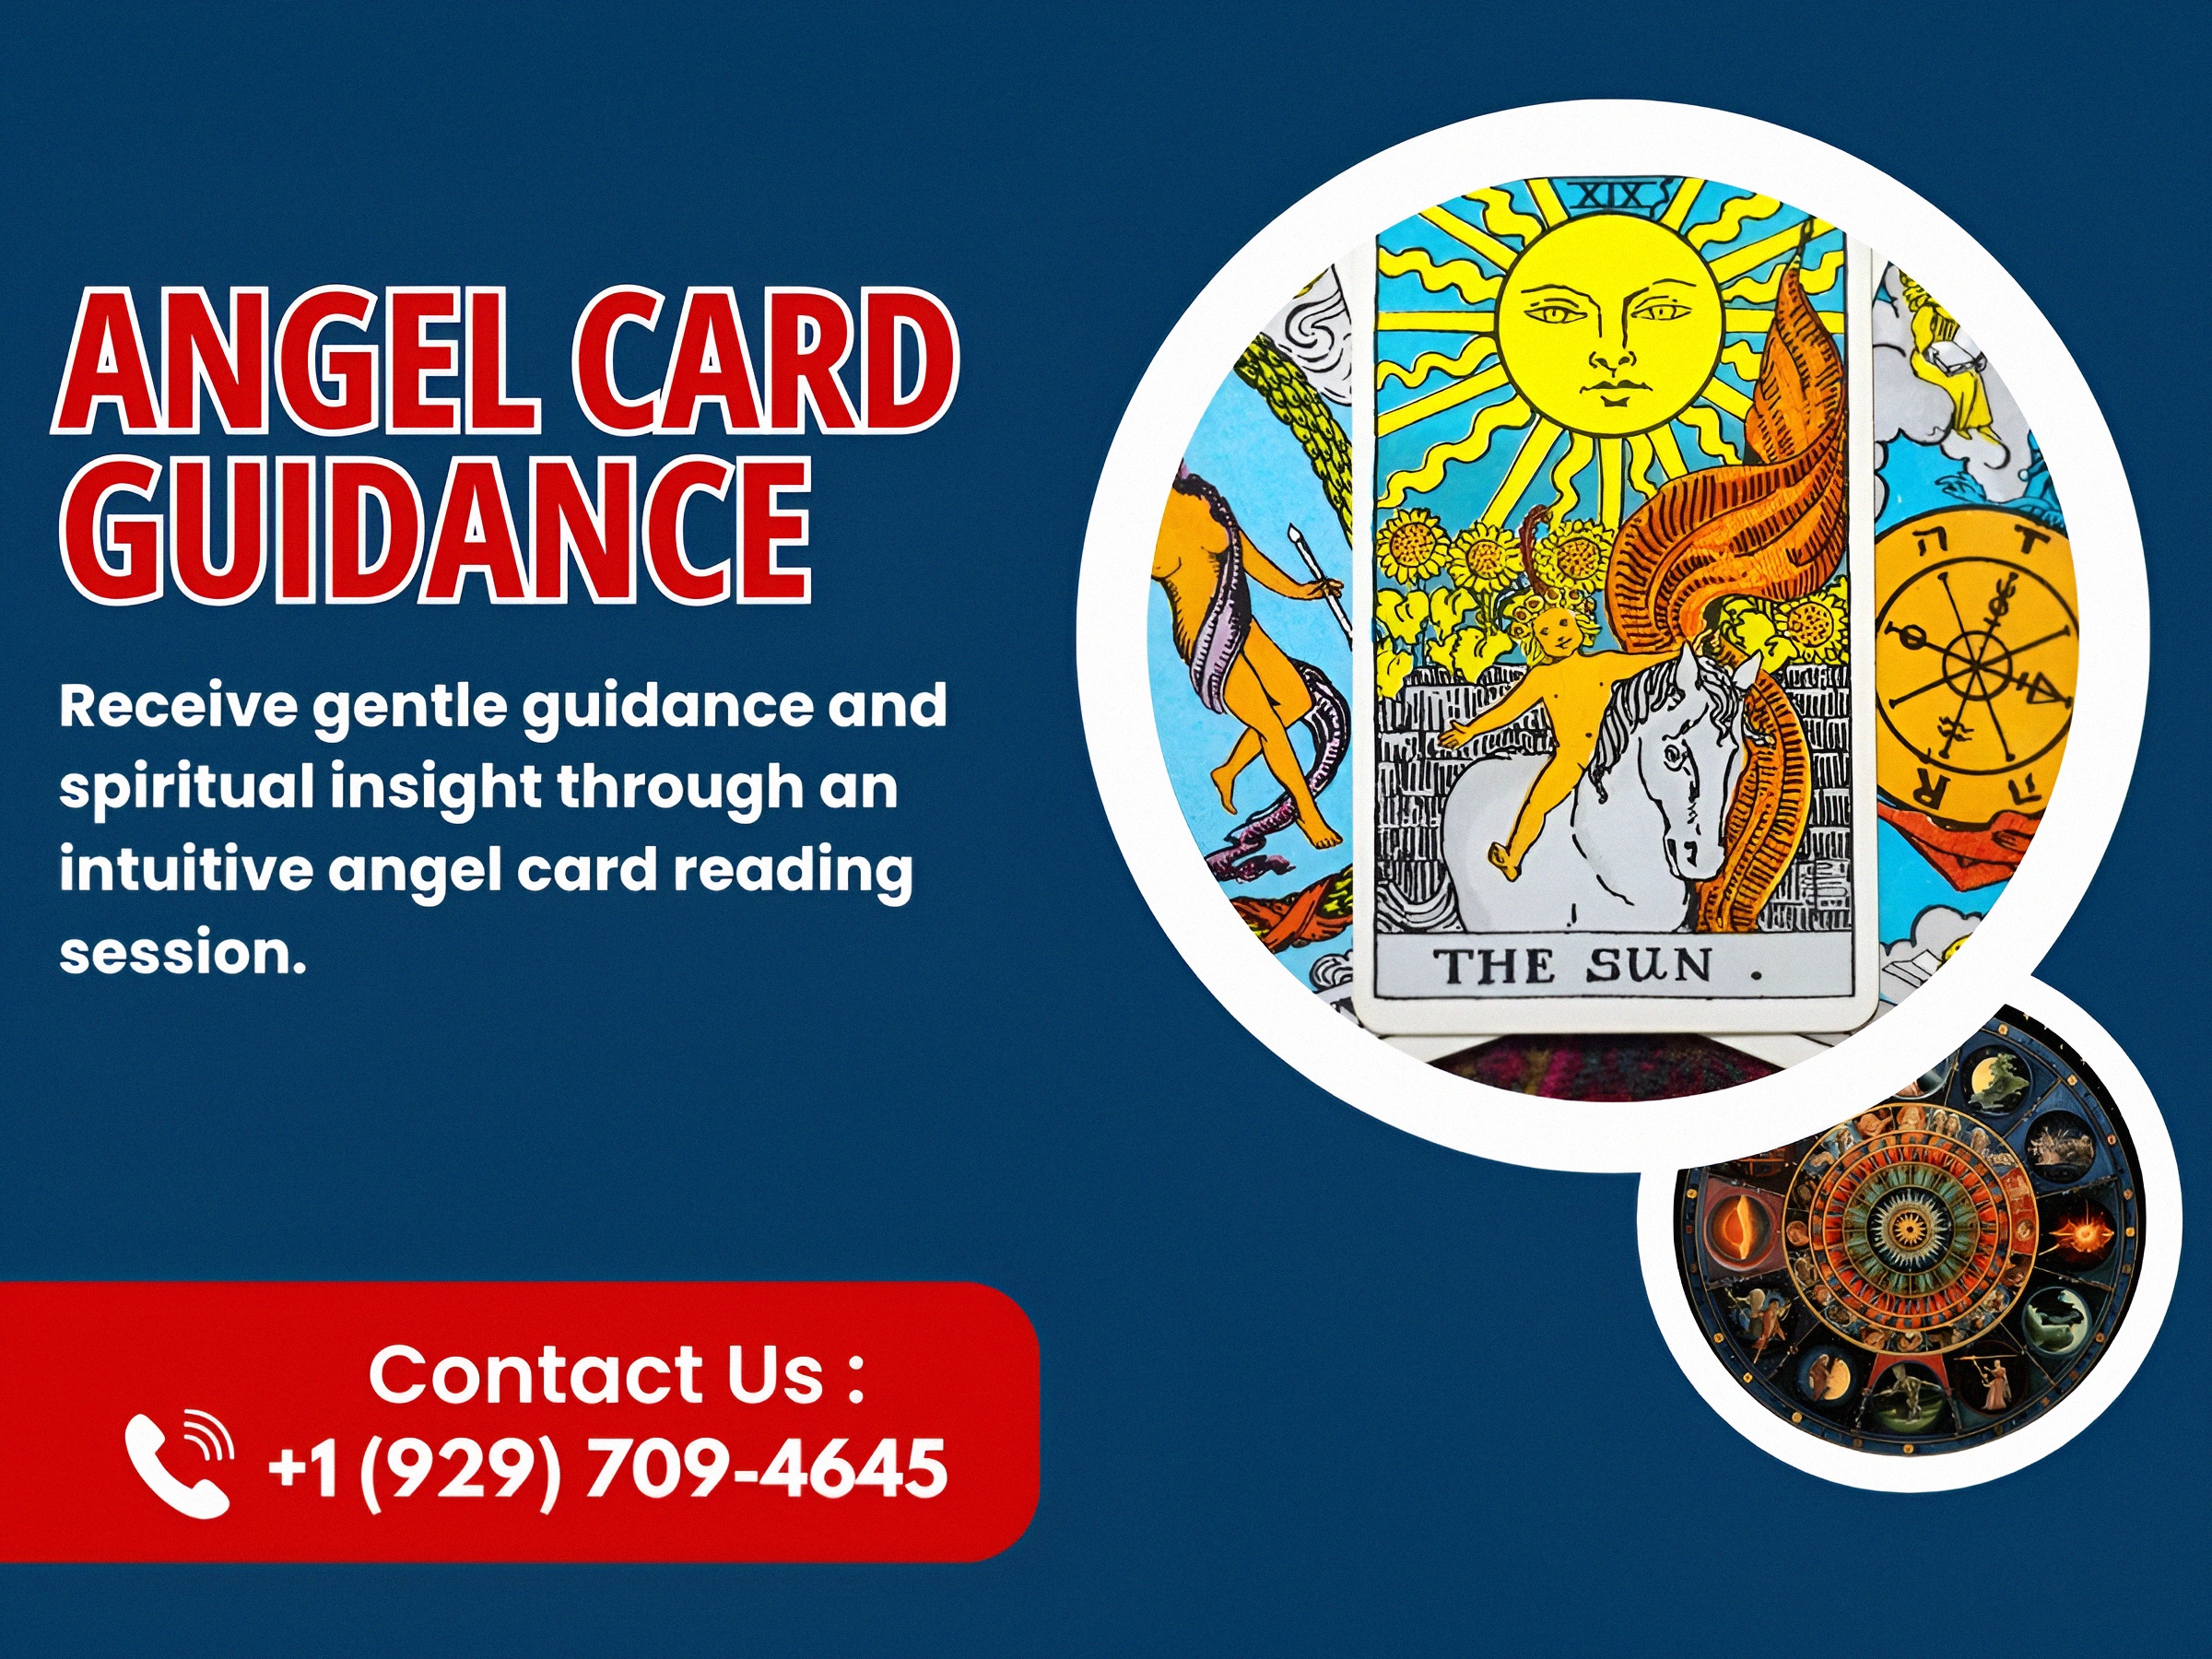 ANGEL CARD
GUIDANCE
Receive gentle guidance and
spiritual insight through an
intuitive angel card reading
session.
Contact Us :
+1 (929) 709-4645
XIX
THE SUN .
ה T
R ה